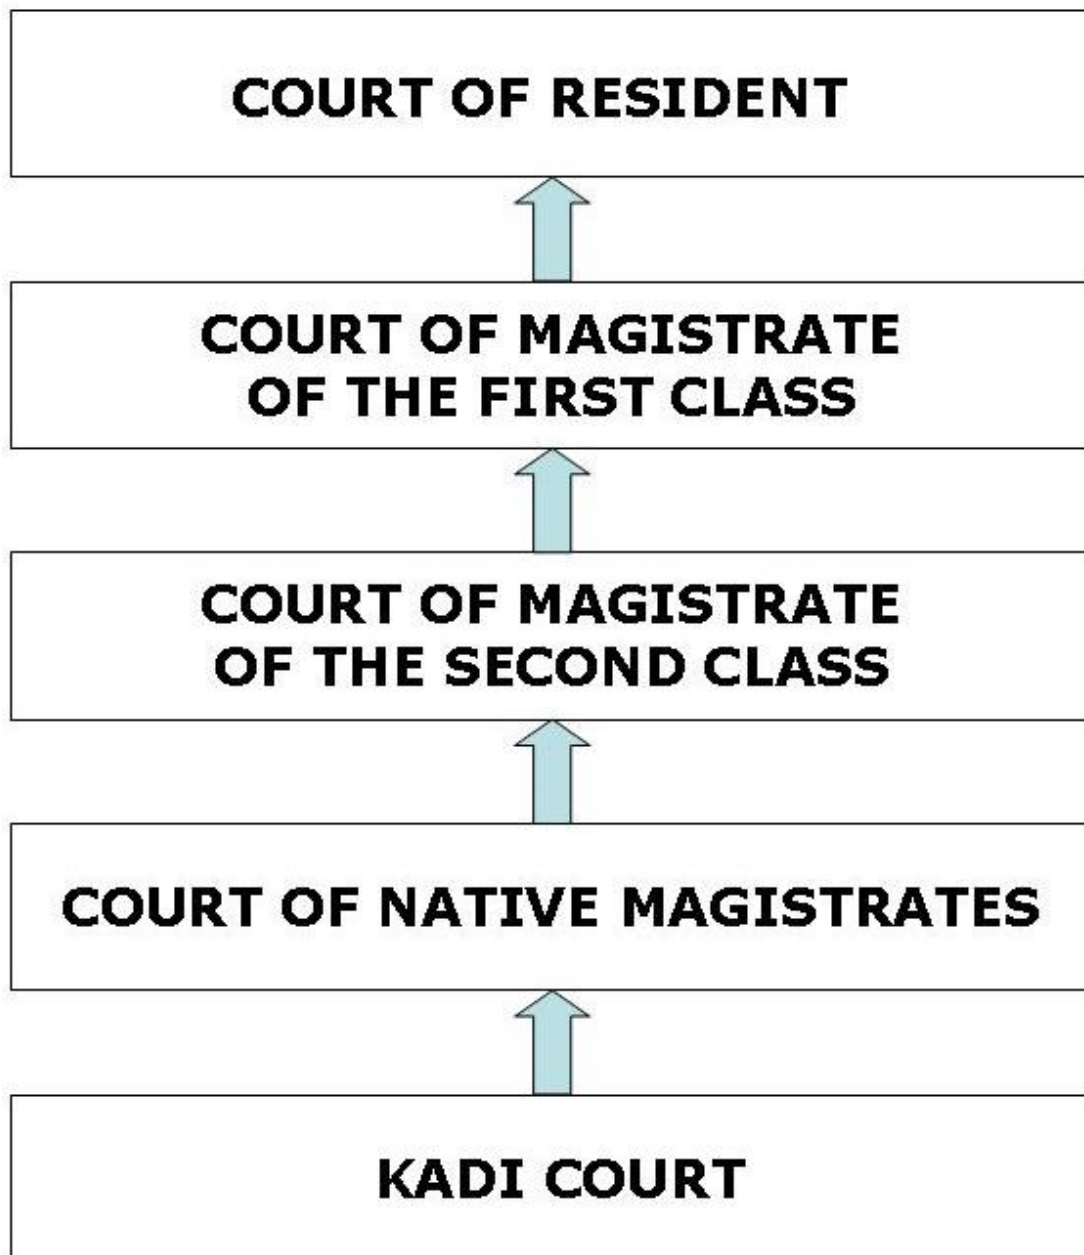 COURT OF RESIDENT
COURT OF MAGISTRATE
OF THE FIRST CLASS
COURT OF MAGISTRATE
OF THE SECOND CLASS
COURT OF NATIVE MAGISTRATES
KADI COURT